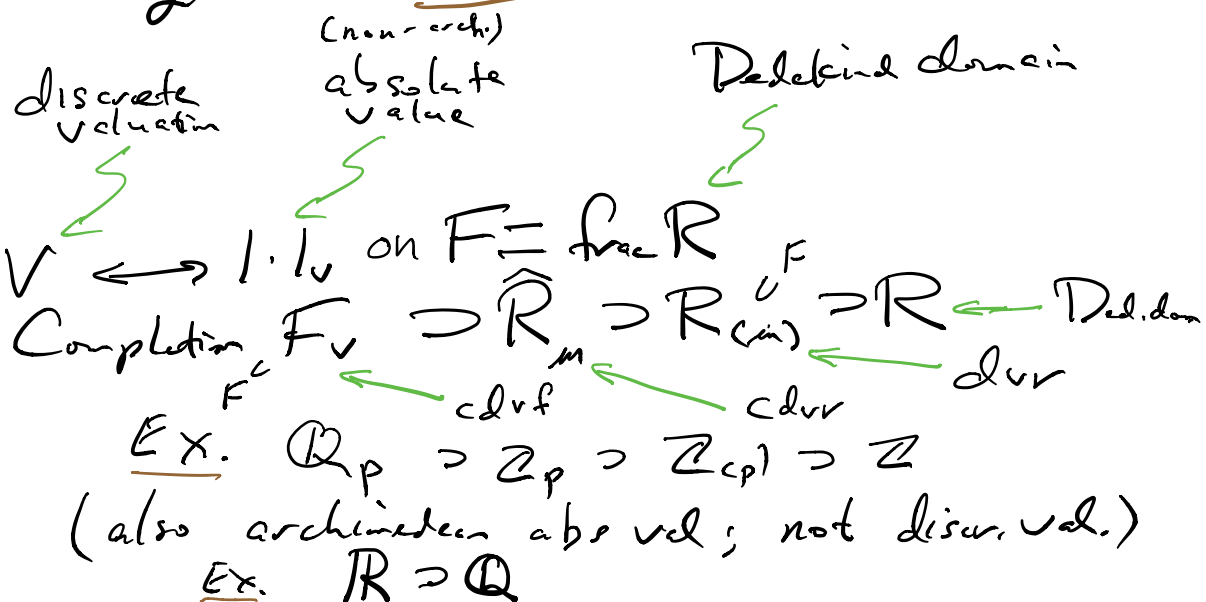 (non-arch.)
discrete valuation
absolute value
Dedekind domain
V ↔ |·|_v on F ≡ frac R
F
Completion F_v ⊃ R̂_m ⊃ R_(m) ⊃ R ← Ded. dom
F
cdvf
cdvr
dvr
Ex. ℚ_p ⊃ ℤ_p ⊃ ℤ_(p) ⊃ ℤ
(also archimedean abs val; not discr. val.)
Ex. ℝ ⊃ ℚ